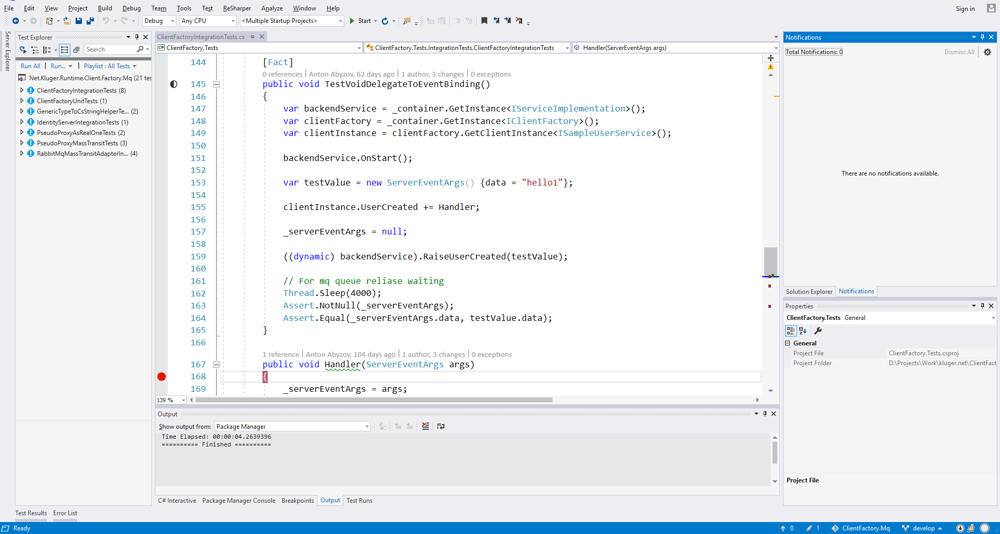 File Edit View Project Build Debug Team Tools Test ReSharper Analyze Window Help
Sign in
Debug Any CPU <Multiple Startup Projects> Start
Server Explorer
Test Explorer
Search
Run All | Run... Playlist : All Tests
Net.Kluger.Runtime.Client.Factory.Mq (21 tes
ClientFactoryIntegrationTests (8)
ClientFactoryUnitTests (1)
GenericTypeToCsStringHelperTe... (2)
IdentityServerIntegrationTests (1)
PseudoProxyAsRealOneTests (2)
PseudoProxyMassTransitTests (3)
RabbitMqMassTransitAdapterIn... (4)
ClientFactoryIntegrationTests.cs
C# ClientFactory.Tests
ClientFactory.Tests.IntegrationTests.ClientFactoryIntegrationTests
Handler(ServerEventArgs args)
144 [Fact]
0 references | Anton Abyzov, 62 days ago | 1 author, 3 changes | 0 exceptions
145 public void TestVoidDelegateToEventBinding()
146 {
147 var backendService = _container.GetInstance<IServiceImplementation>();
148 var clientFactory = _container.GetInstance<IClientFactory>();
149 var clientInstance = clientFactory.GetClientInstance<ISampleUserService>();
150
151 backendService.OnStart();
152
153 var testValue = new ServerEventArgs() {data = "hello1"};
154
155 clientInstance.UserCreated += Handler;
156
157 _serverEventArgs = null;
158
159 ((dynamic) backendService).RaiseUserCreated(testValue);
160
161 // For mq queue reliase waiting
162 Thread.Sleep(4000);
163 Assert.NotNull(_serverEventArgs);
164 Assert.Equal(_serverEventArgs.data, testValue.data);
165 }
166
1 reference | Anton Abyzov, 104 days ago | 1 author, 3 changes | 0 exceptions
167 public void Handler(ServerEventArgs args)
168 {
169 _serverEventArgs = args;
139 %
Output
Show output from: Package Manager
Time Elapsed: 00:00:04.2639396
========== Finished ==========
C# Interactive Package Manager Console Breakpoints Output Test Runs
Notifications
Total Notifications: 0 Dismiss All
There are no notifications available.
Solution Explorer Notifications
Properties
ClientFactory.Tests General
General
Project File ClientFactory.Tests.csproj
Project Folder D:\Projects\Work\kluger.net\ClientFact
Project File
Test Results Error List
Ready
0 1 ClientFactory.Mq develop